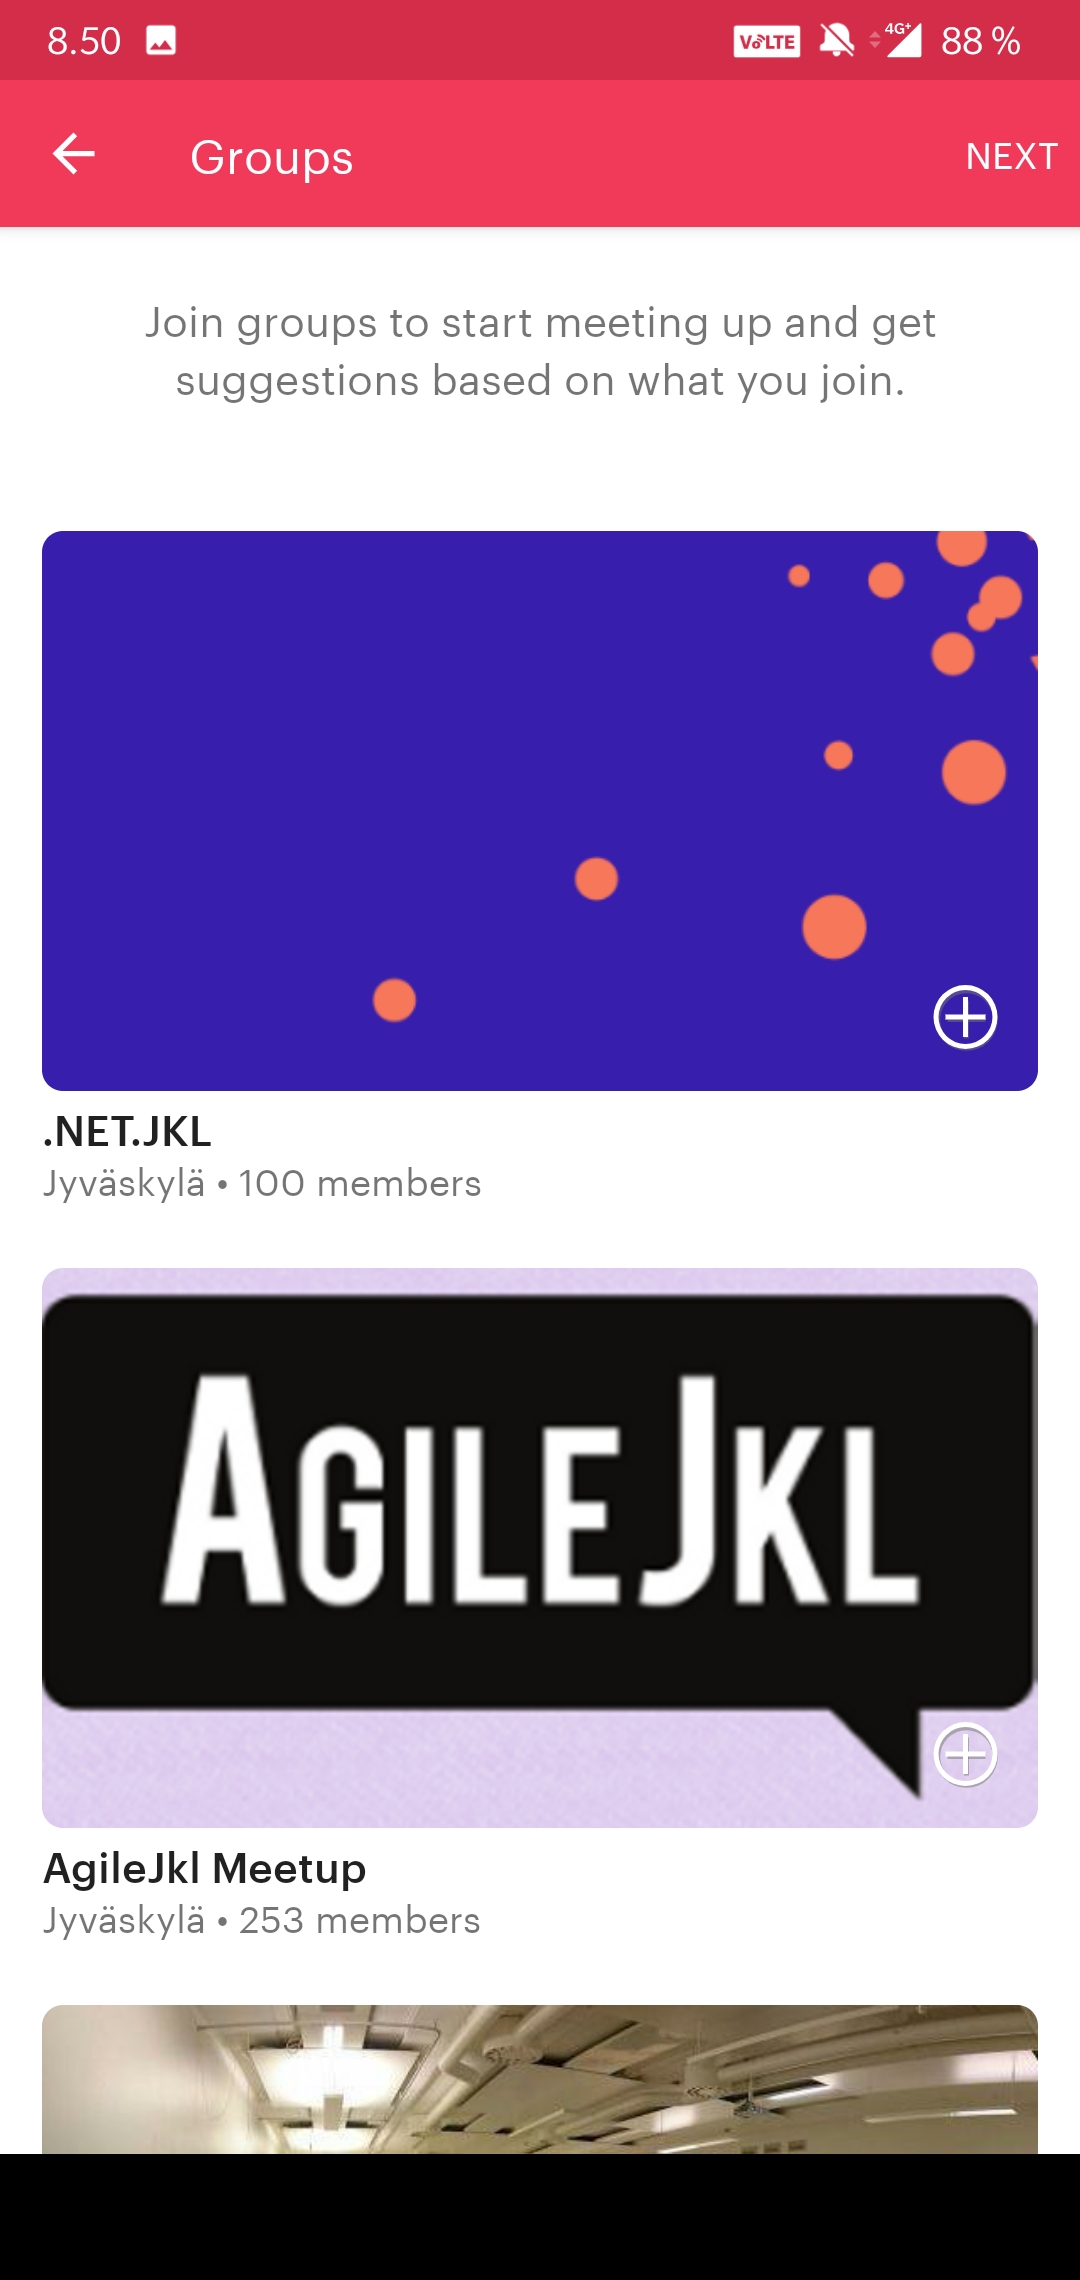 8.50
VoLTE
4G+
88 %
Groups
NEXT
Join groups to start meeting up and get
suggestions based on what you join.
.NET.JKL
Jyväskylä • 100 members
AGILEJKL
AgileJkl Meetup
Jyväskylä • 253 members